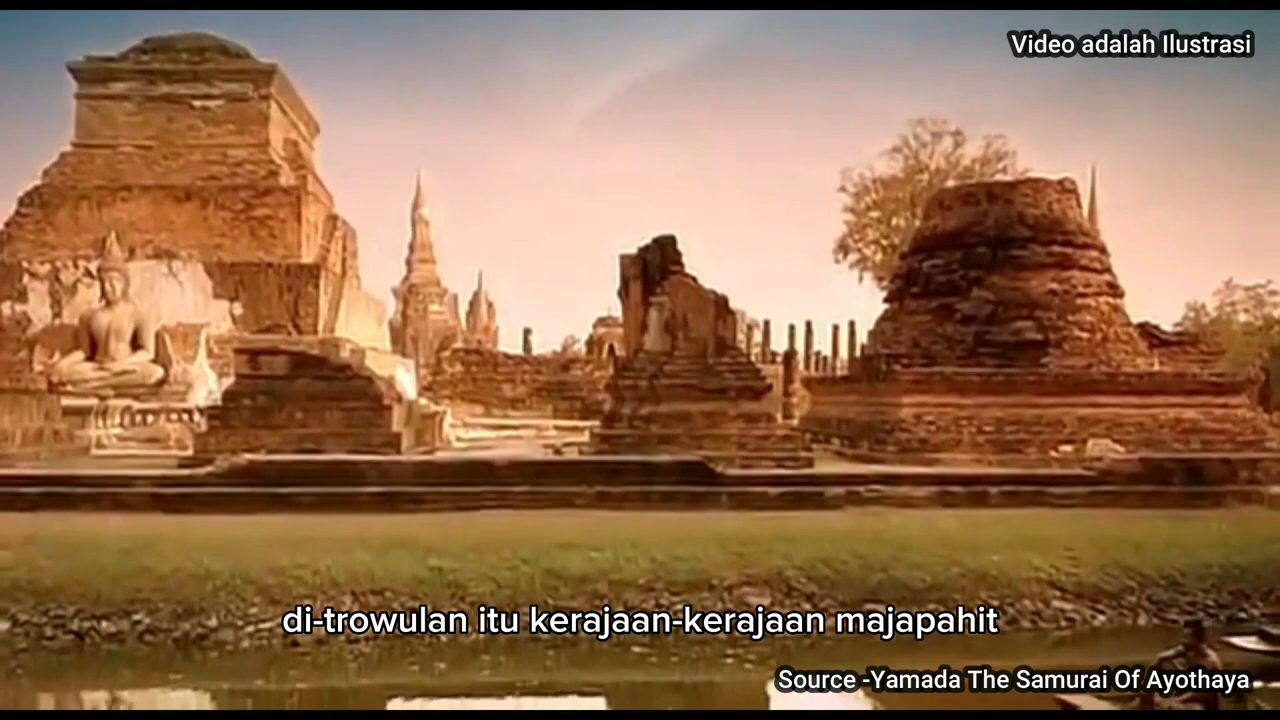 Video adalah Ilustrasi
di-trowulan itu kerajaan-kerajaan majapahit
Source -Yamada The Samurai Of Ayothaya